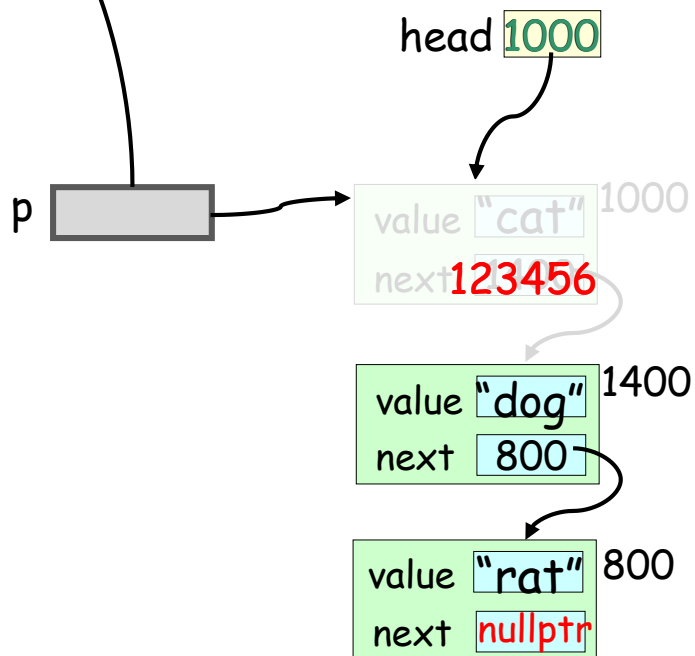 head 1000
p
1000
value "cat"
next 123456
1400
value "dog"
next 800
800
value "rat"
next nullptr